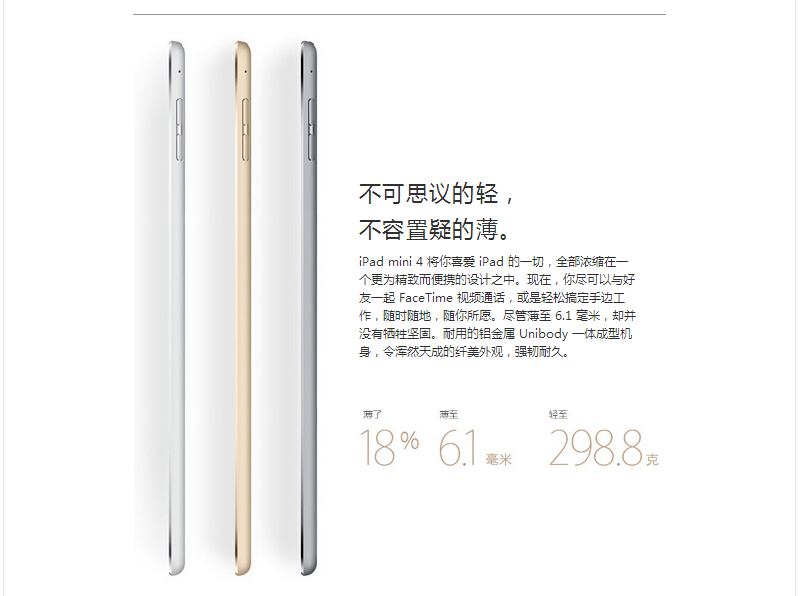 不可思议的轻，
不容置疑的薄。
iPad mini 4 将你喜爱 iPad 的一切，全部浓缩在一
个更为精致而便携的设计之中。现在，你尽可以与好
友一起 FaceTime 视频通话，或是轻松搞定手边工
作，随时随地，随你所愿。尽管薄至 6.1 毫米，却并
没有牺牲坚固。耐用的铝金属 Unibody 一体成型机
身，令浑然天成的纤美外观，强韧耐久。
薄了 薄至 轻至
18% 6.1 毫米 298.8 克